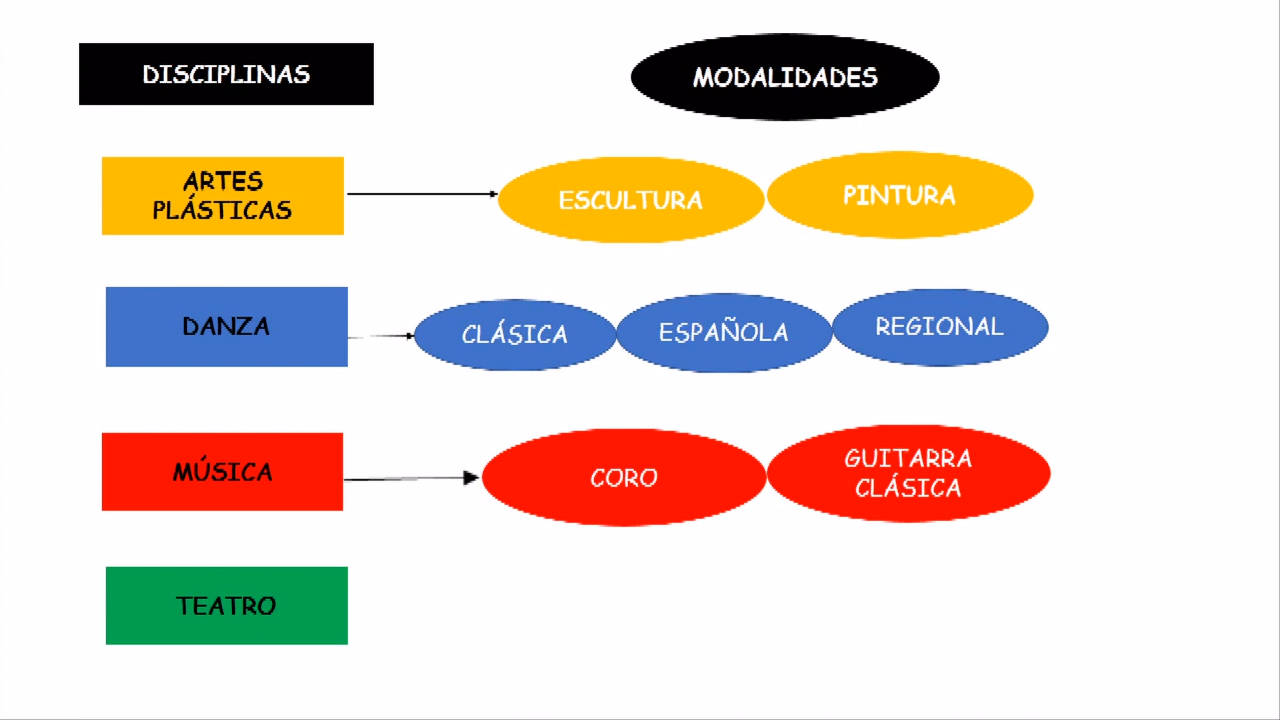 DISCIPLINAS
MODALIDADES
ARTES
PLÁSTICAS
ESCULTURA
PINTURA
DANZA
CLÁSICA
ESPAÑOLA
REGIONAL
MÚSICA
CORO
GUITARRA
CLÁSICA
TEATRO